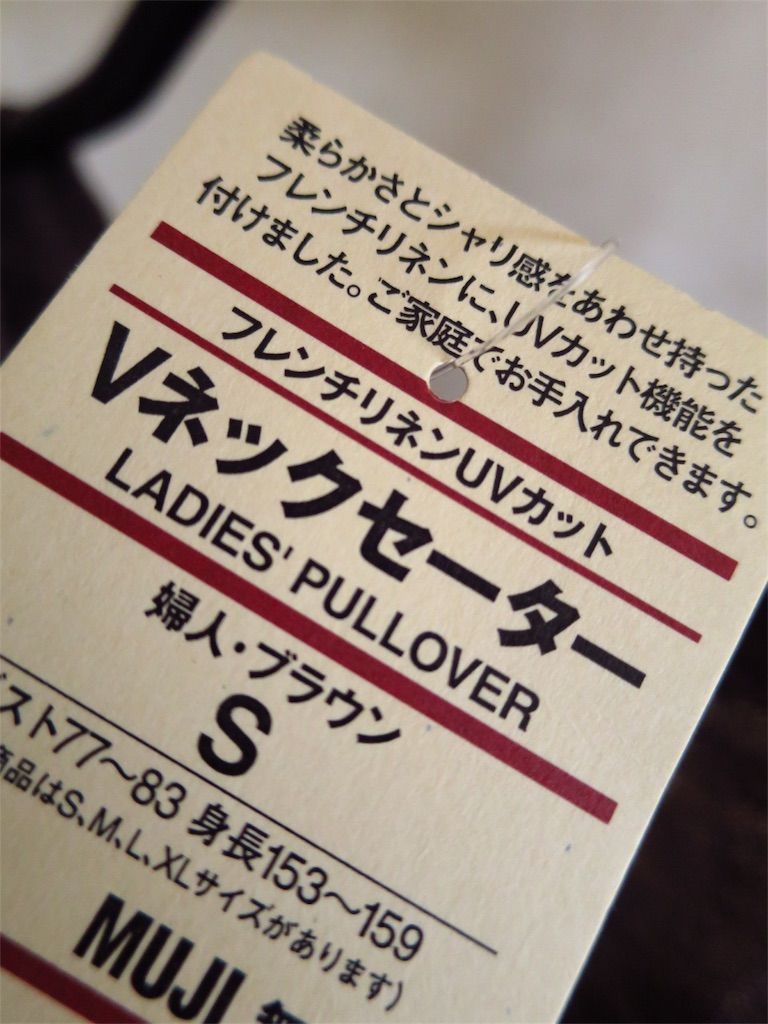 柔らかさとシャリ感をあわせ持った
フレンチリネンに、UVカット機能を
付けました。ご家庭でお手入れできます。
フレンチリネンUVカット
Vネックセーター
LADIES' PULLOVER
婦人・ブラウン
S
バスト77〜83 身長153〜159
商品はS、M、L、XLサイズがあります)
MUJI 無